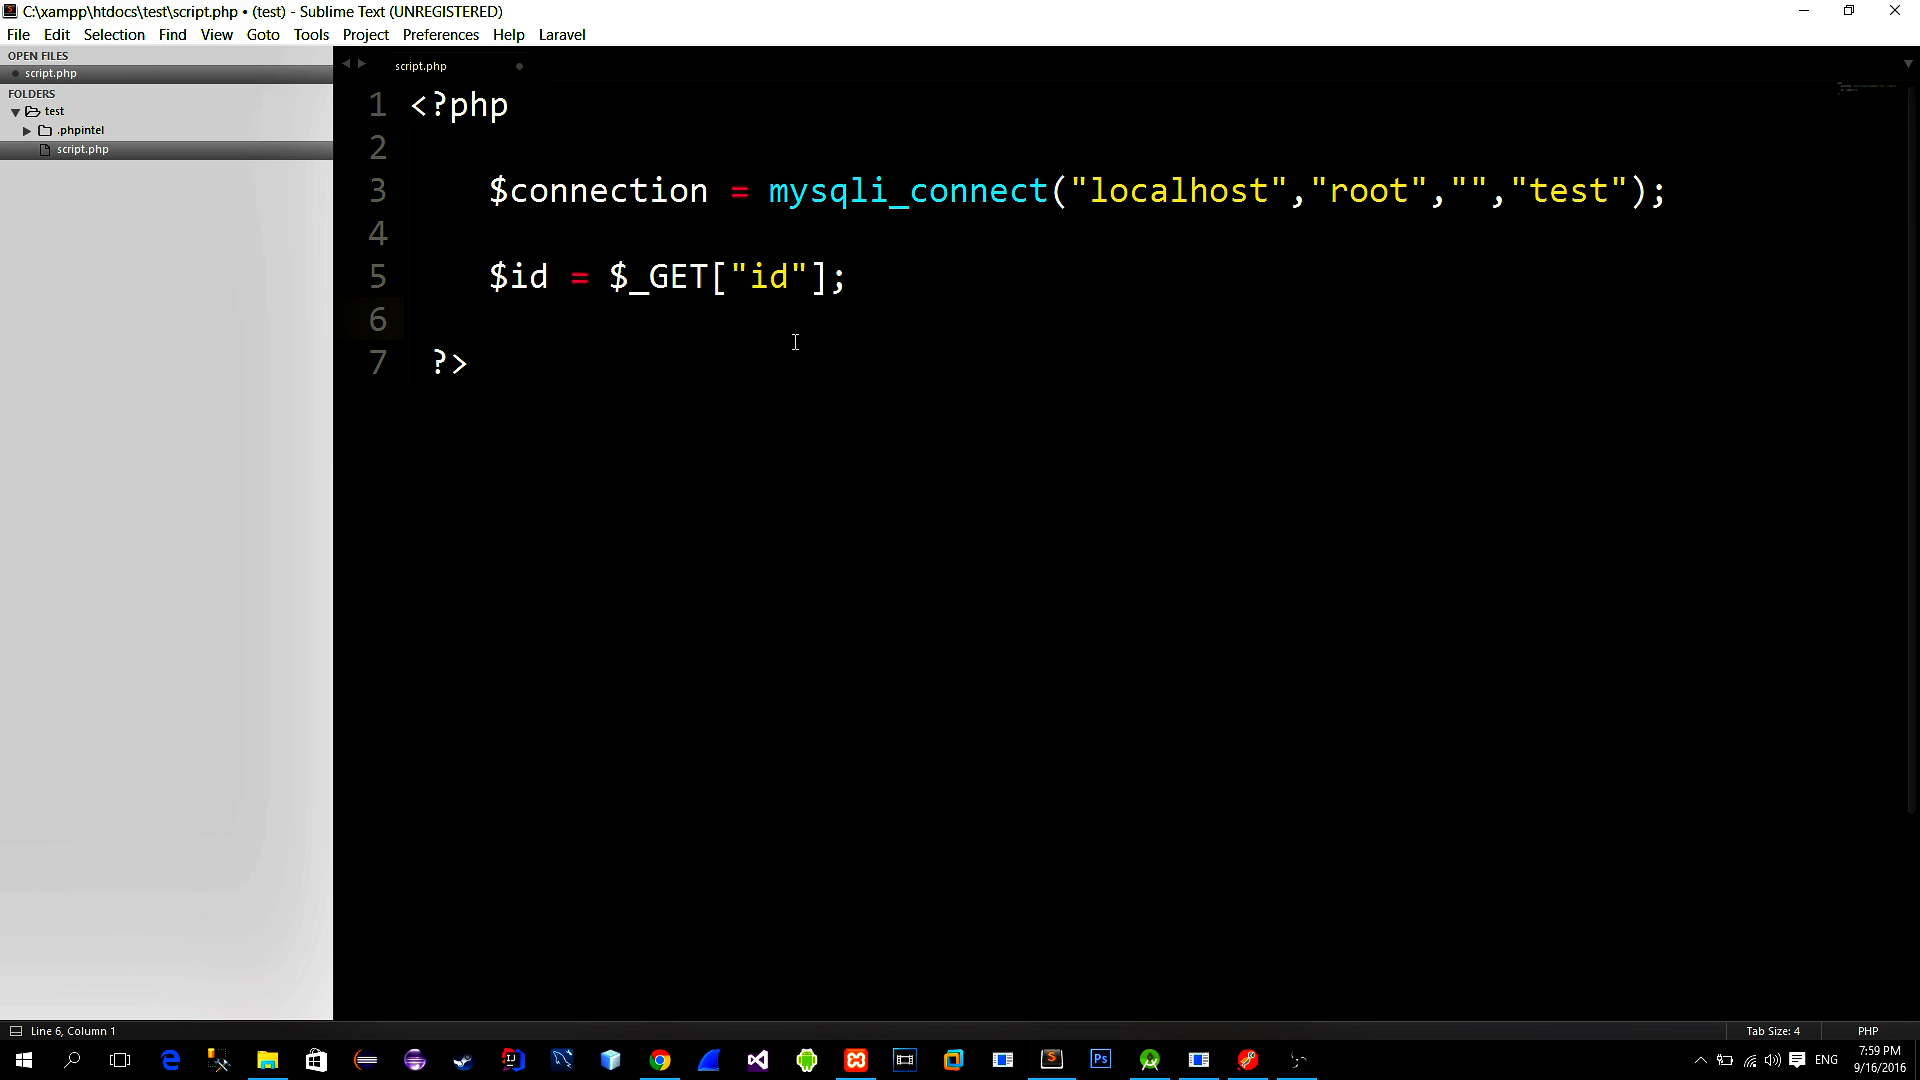 C:\xampp\htdocs\test\script.php • (test) - Sublime Text (UNREGISTERED)
File Edit Selection Find View Goto Tools Project Preferences Help Laravel
OPEN FILES
script.php
FOLDERS
test
.phpintel
script.php
script.php
1 <?php
2
3 $connection = mysqli_connect("localhost","root","","test");
4
5 $id = $_GET["id"];
6
7 ?>
Line 6, Column 1
Tab Size: 4
PHP
ENG
7:59 PM
9/16/2016